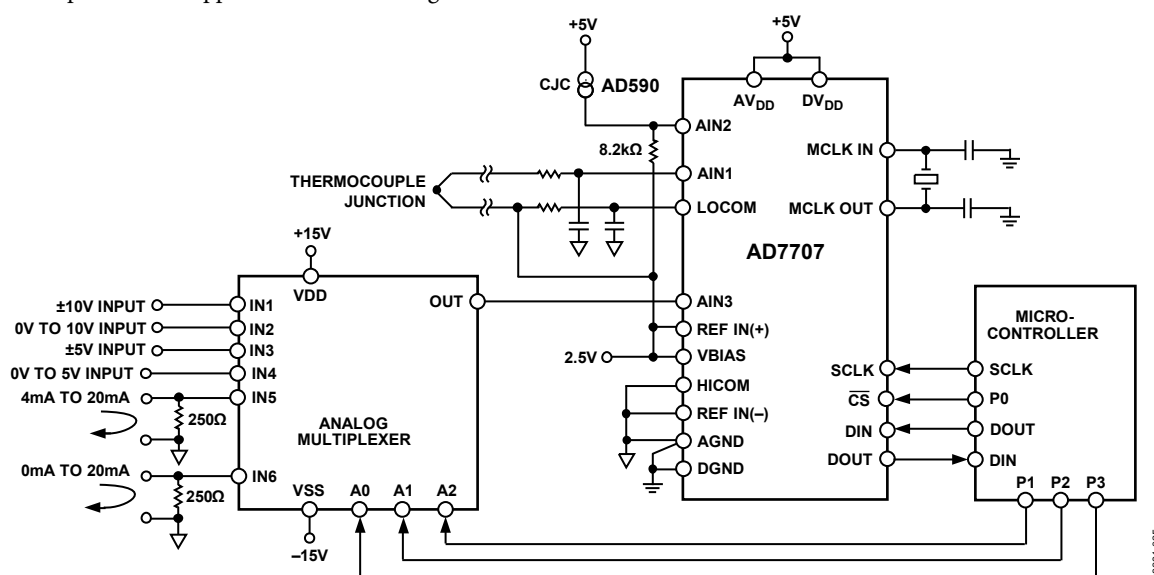 +5V
+5V
CJC AD590
AVDD DVDD
AIN2
8.2kΩ
MCLK IN
AIN1
THERMOCOUPLE
JUNCTION
LOCOM
MCLK OUT
AD7707
+15V
VDD
OUT
AIN3
±10V INPUT IN1
MICRO-
CONTROLLER
0V TO 10V INPUT IN2
REF IN(+)
±5V INPUT IN3
2.5V VBIAS
0V TO 5V INPUT IN4
SCLK SCLK
HICOM
4mA TO 20mA IN5
CS P0
250Ω
REF IN(–)
ANALOG
MULTIPLEXER
DIN DOUT
AGND
DOUT DIN
DGND
0mA TO 20mA IN6
P1 P2 P3
250Ω
VSS A0 A1 A2
–15V